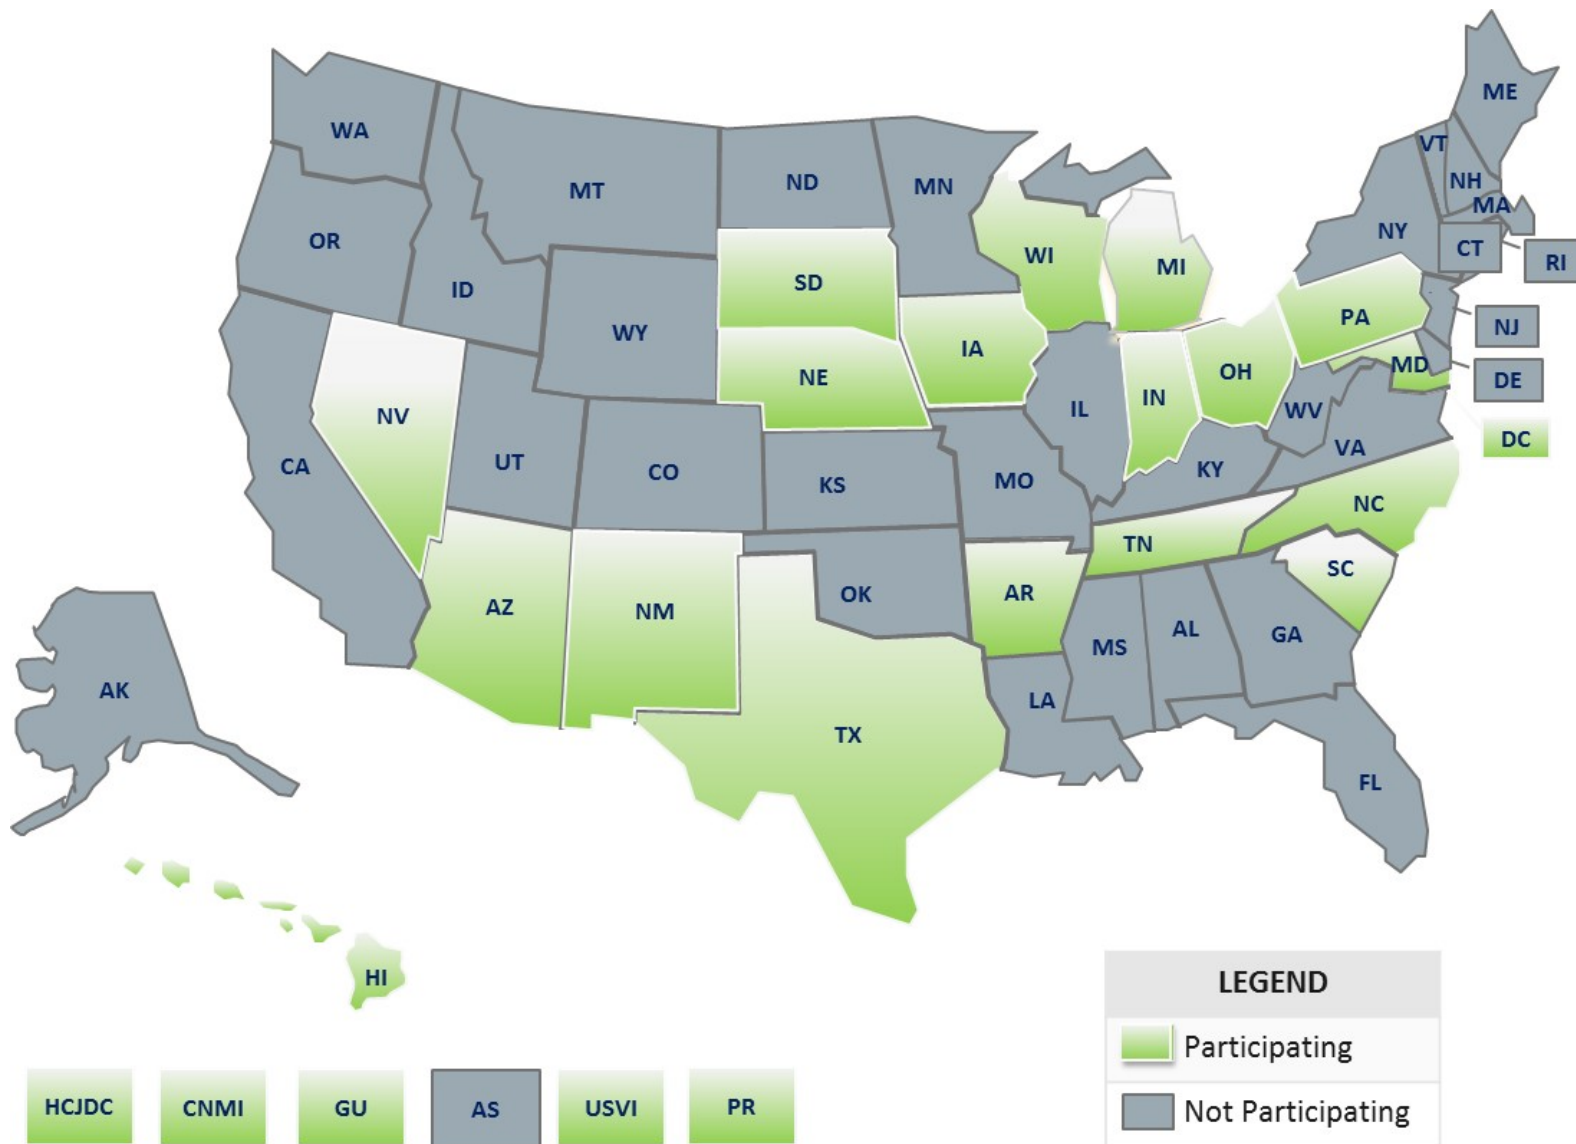 ME
WA
VT
ND
MN
NH
MT
MA
NY
OR
CT
WI
RI
MI
SD
ID
PA
NJ
WY
IA
MD
OH
NE
DE
IN
IL
WV
NV
DC
VA
UT
CA
CO
KY
KS
MO
NC
TN
SC
AR
OK
AZ
NM
AL
GA
MS
AK
LA
TX
FL
HI
LEGEND
Participating
Not Participating
HCJDC
CNMI
GU
AS
USVI
PR